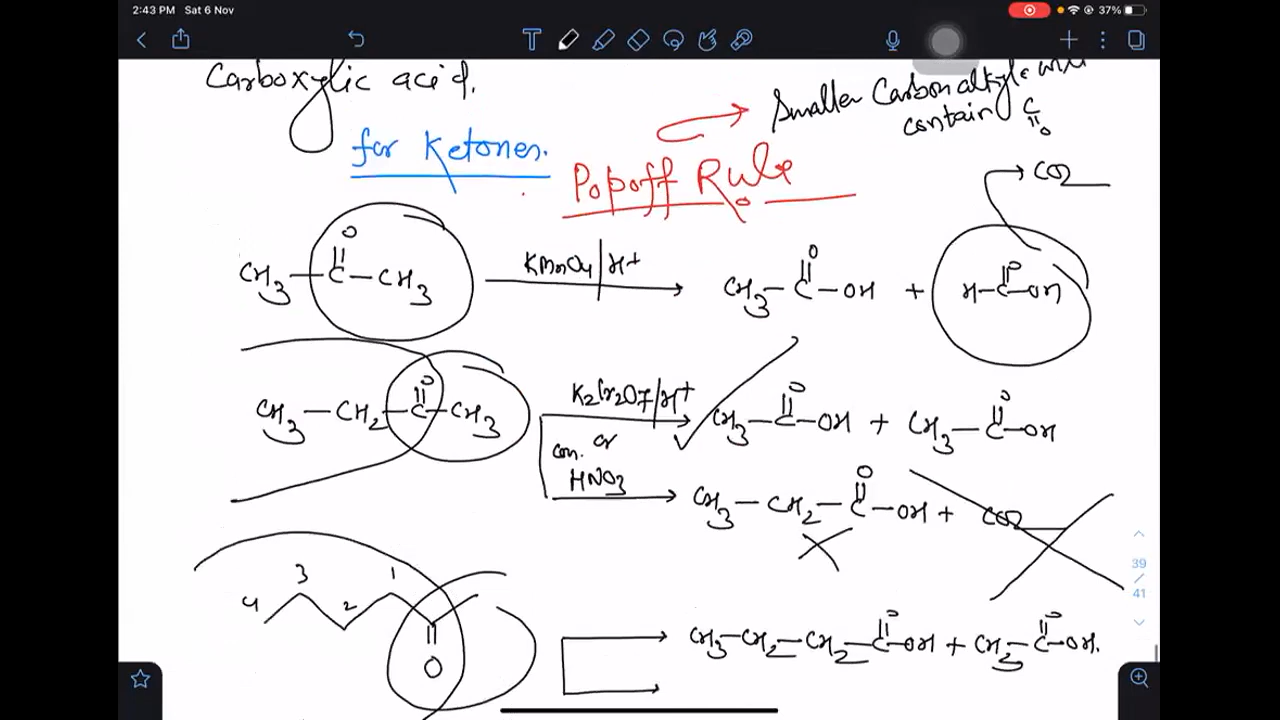 2:43 PM Sat 6 Nov
37%
Carboxylic acid.
Smaller Carbon alkyle will
contain C
=
O
for Ketones.
Popoff Rule
CO2
O
CH3—C—CH3
KMnO4/H+
O
CH3—C—OH + H—C—OH
O
CH3—CH2—C—CH3
K2Cr2O7/H+
O O
CH3—C—OH + CH3—C—OH
con. or
HNO3
O
CH3—CH2—C—OH + CO2
39
/
41
4 3 2 1
O
O O
CH3—CH2—CH2—C—OH + CH3—C—OH.